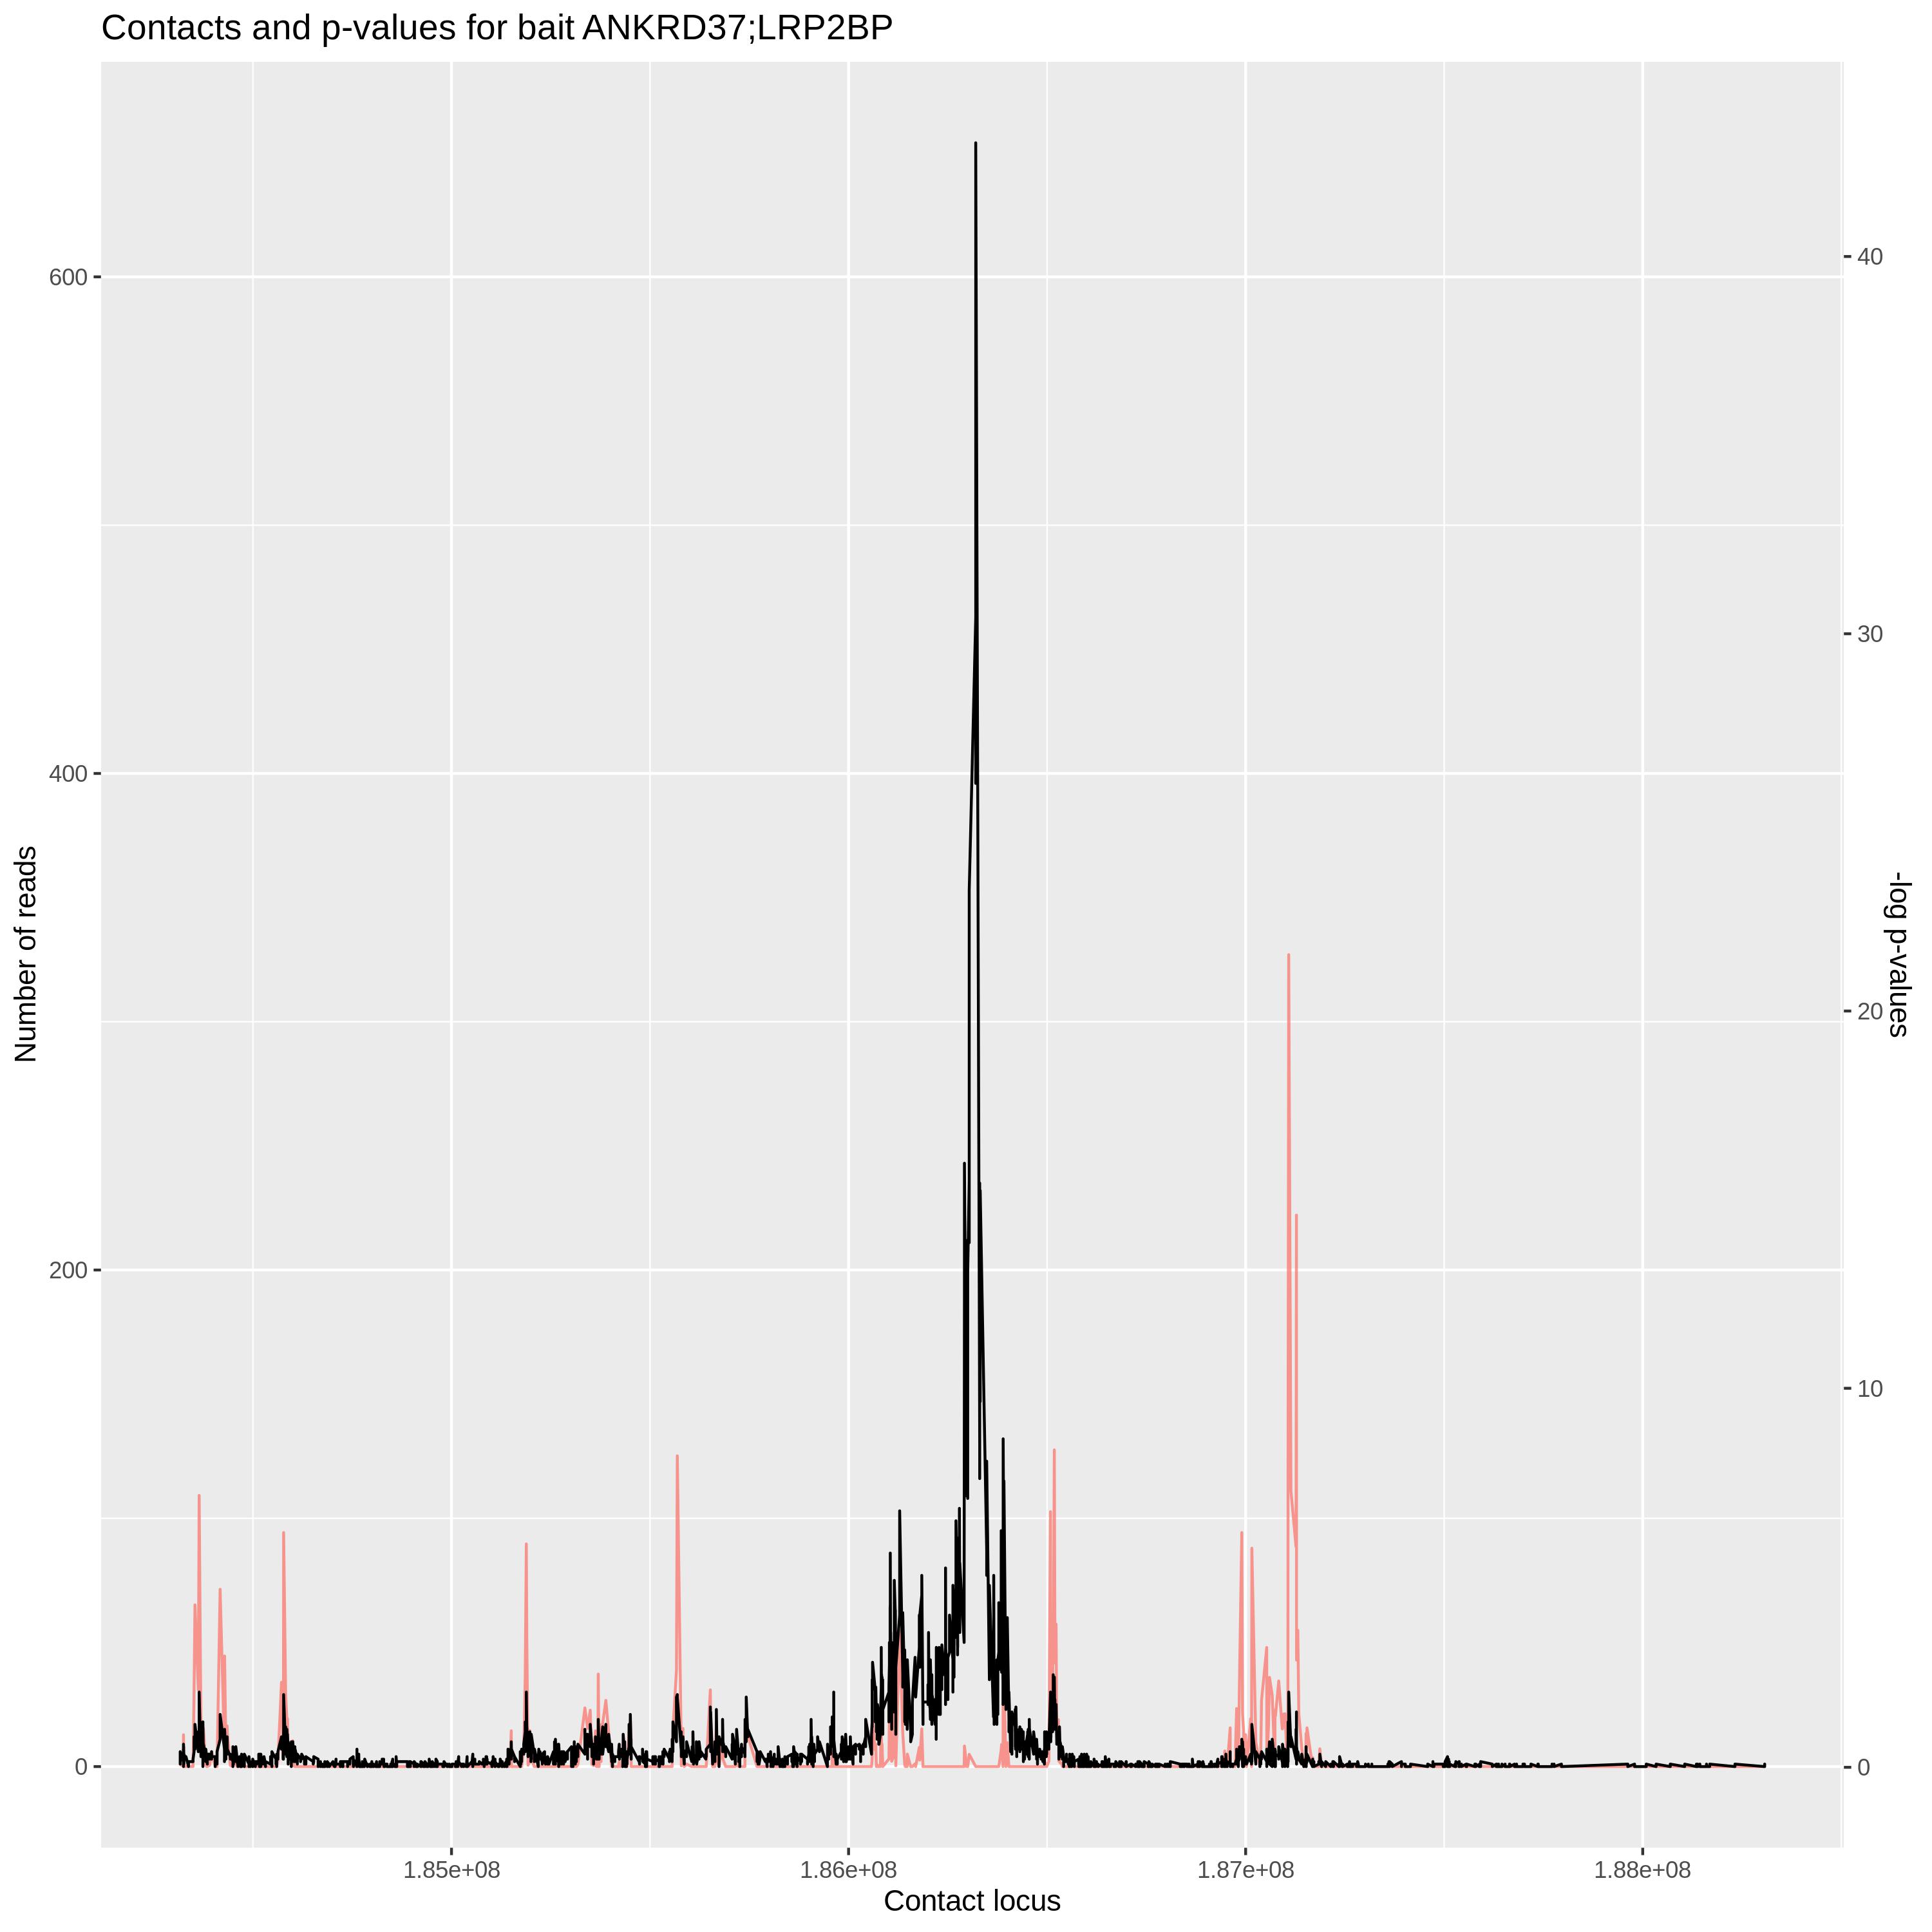 Contacts and p-values for bait ANKRD37;LRP2BP
600
400
200
0
Number of reads
40
30
20
10
0
-log p-values
1.85e+08
1.86e+08
1.87e+08
1.88e+08
Contact locus